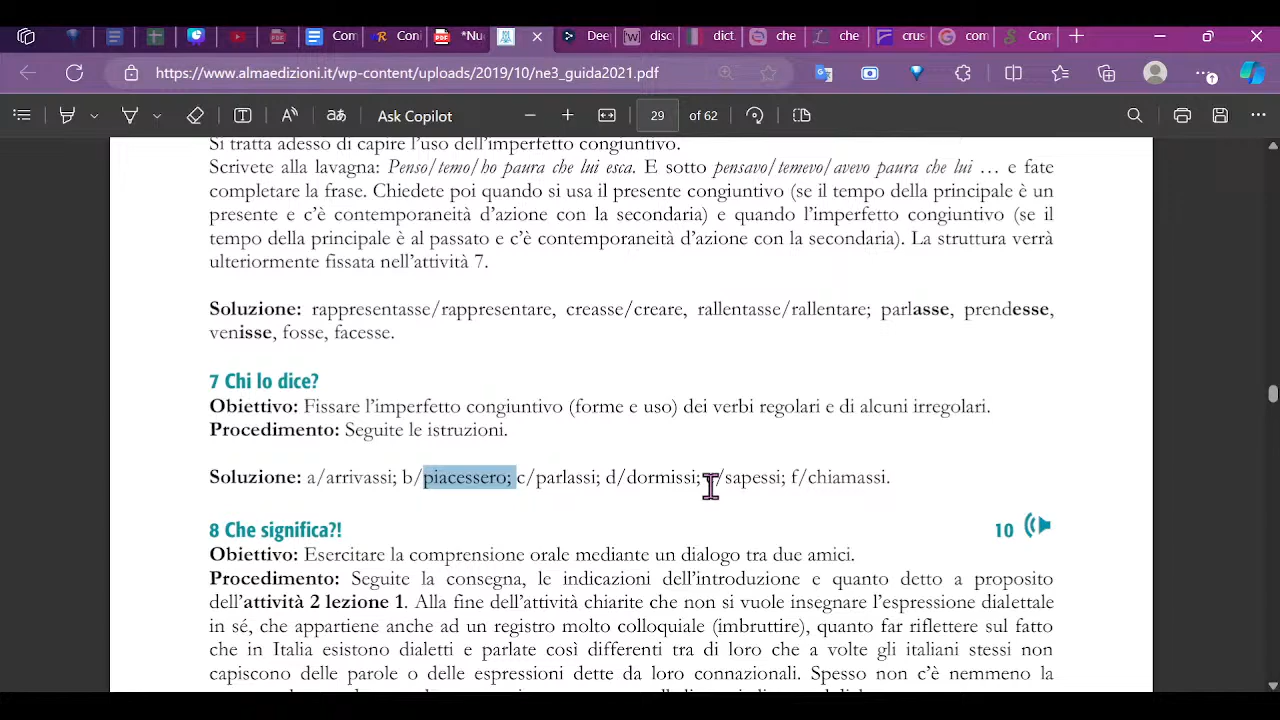 Com
Con
*Nu
Dee
disc
dict.
che
che
crus
com
Con
https://www.almaedizioni.it/wp-content/uploads/2019/10/ne3_guida2021.pdf
Ask Copilot
29 of 62
Si tratta adesso di capire l'uso dell'imperfetto congiuntivo.
Scrivete alla lavagna: Penso/temo/ho paura che lui esca. E sotto pensavo/temevo/avevo paura che lui … e fate
completare la frase. Chiedete poi quando si usa il presente congiuntivo (se il tempo della principale è un
presente e c'è contemporaneità d'azione con la secondaria) e quando l'imperfetto congiuntivo (se il
tempo della principale è al passato e c'è contemporaneità d'azione con la secondaria). La struttura verrà
ulteriormente fissata nell'attività 7.
Soluzione: rappresentasse/rappresentare, creasse/creare, rallentasse/rallentare; parlasse, prendesse,
venisse, fosse, facesse.
7 Chi lo dice?
Obiettivo: Fissare l'imperfetto congiuntivo (forme e uso) dei verbi regolari e di alcuni irregolari.
Procedimento: Seguite le istruzioni.
Soluzione: a/arrivassi; b/piacessero; c/parlassi; d/dormissi; /sapessi; f/chiamassi.
8 Che significa?! 10
Obiettivo: Esercitare la comprensione orale mediante un dialogo tra due amici.
Procedimento: Seguite la consegna, le indicazioni dell'introduzione e quanto detto a proposito
dell'attività 2 lezione 1. Alla fine dell'attività chiarite che non si vuole insegnare l'espressione dialettale
in sé, che appartiene anche ad un registro molto colloquiale (imbruttire), quanto far riflettere sul fatto
che in Italia esistono dialetti e parlate così differenti tra di loro che a volte gli italiani stessi non
capiscono delle parole o delle espressioni dette da loro connazionali. Spesso non c'è nemmeno la